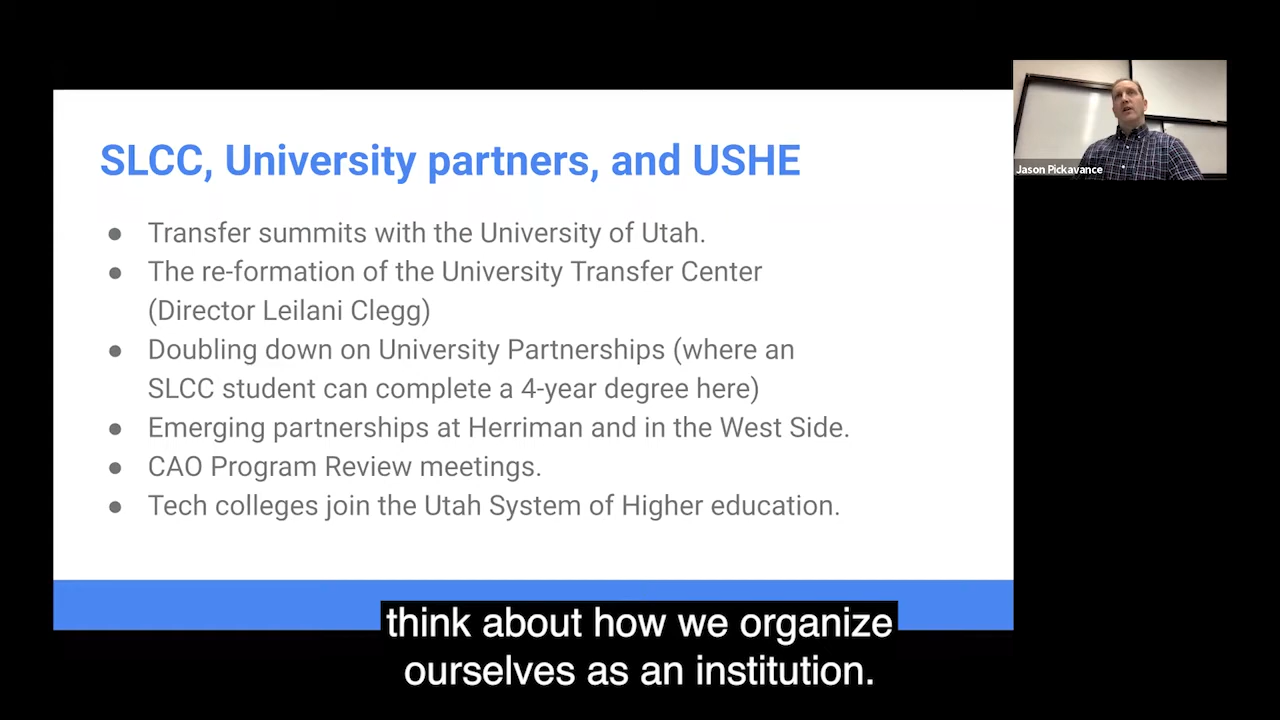 SLCC, University partners, and USHE
● Transfer summits with the University of Utah.
● The re-formation of the University Transfer Center
(Director Leilani Clegg)
● Doubling down on University Partnerships (where an
SLCC student can complete a 4-year degree here)
● Emerging partnerships at Herriman and in the West Side.
● CAO Program Review meetings.
● Tech colleges join the Utah System of Higher education.
Jason Pickavance
think about how we organize
ourselves as an institution.